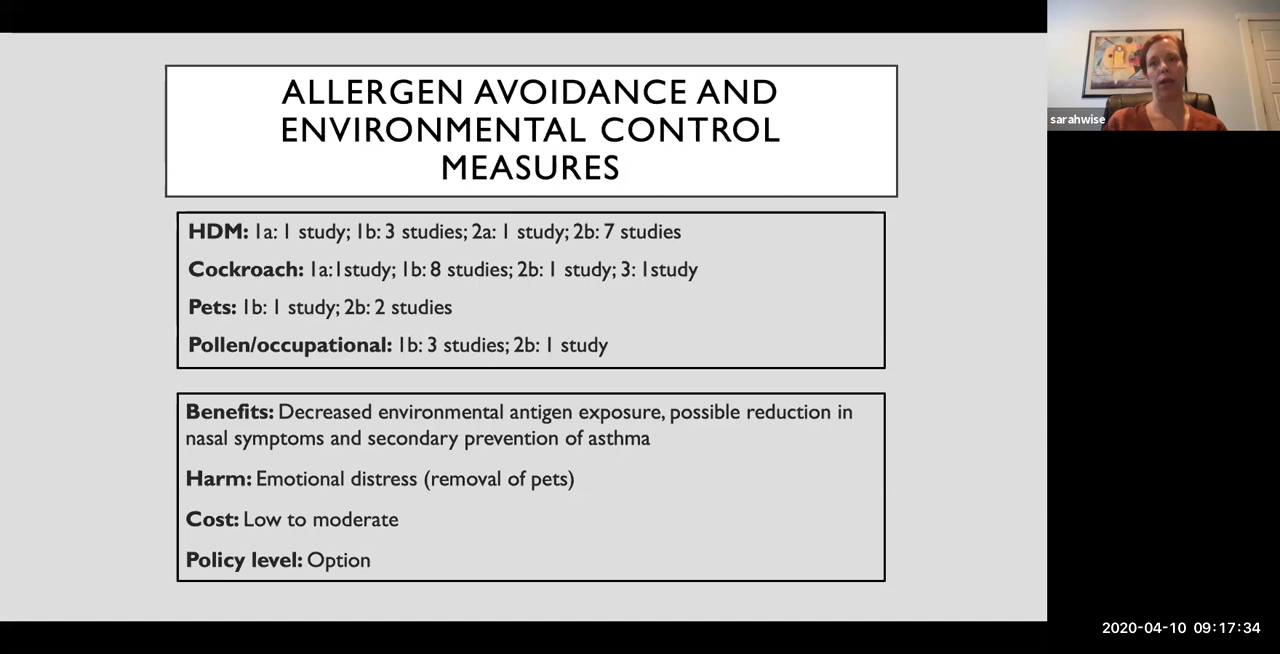 ALLERGEN AVOIDANCE AND
ENVIRONMENTAL CONTROL
MEASURES
HDM: 1a: 1 study; 1b: 3 studies; 2a: 1 study; 2b: 7 studies
Cockroach: 1a:1study; 1b: 8 studies; 2b: 1 study; 3: 1study
Pets: 1b: 1 study; 2b: 2 studies
Pollen/occupational: 1b: 3 studies; 2b: 1 study
Benefits: Decreased environmental antigen exposure, possible reduction in
nasal symptoms and secondary prevention of asthma
Harm: Emotional distress (removal of pets)
Cost: Low to moderate
Policy level: Option
sarahwise
2020-04-10 09:17:34